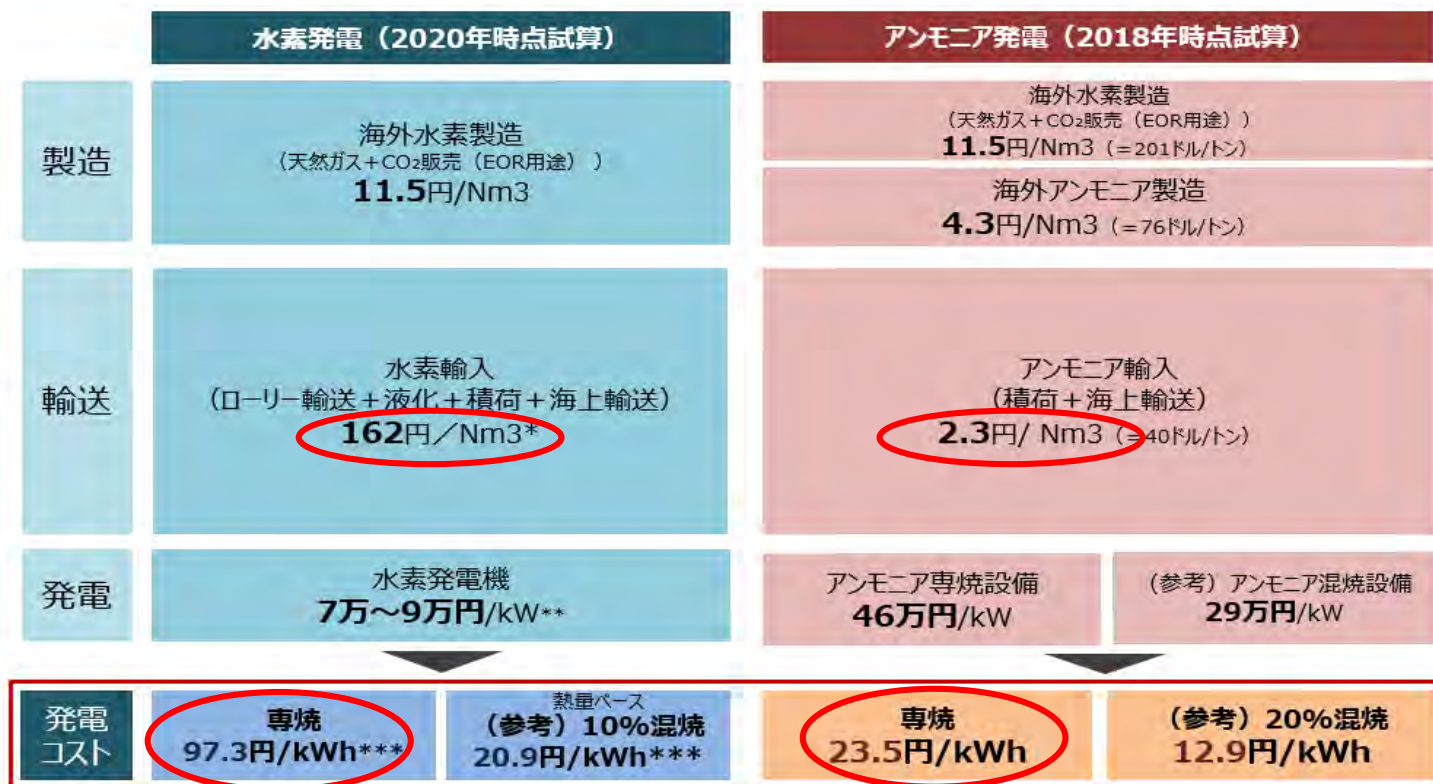 水素発電（2020年時点試算）
アンモニア発電（2018年時点試算）
製造
海外水素製造
（天然ガス＋CO₂販売（EOR用途） ）
11.5円/Nm3
海外水素製造
（天然ガス＋CO₂販売（EOR用途） ）
11.5円/Nm3（=201ドル/トン）
海外アンモニア製造
4.3円/Nm3（=76ドル/トン）
輸送
水素輸入
（ローリー輸送＋液化＋積荷＋海上輸送）
162円／Nm3*
アンモニア輸入
（積荷＋海上輸送）
2.3円/ Nm3（=40ドル/トン）
発電
水素発電機
7万～9万円/kW**
アンモニア専焼設備
46万円/kW
（参考）アンモニア混焼設備
29万円/kW
発電
コスト
専焼
97.3円/kWh***
熱量ベース
（参考）10%混焼
20.9円/kWh***
専焼
23.5円/kWh
（参考）20%混焼
12.9円/kWh